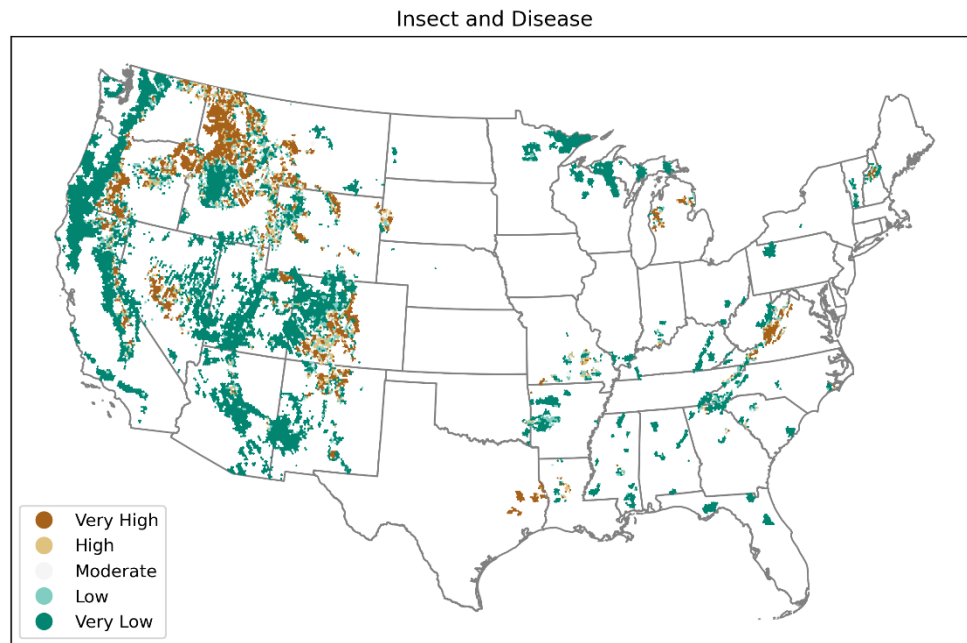 Insect and Disease
Very High
High
Moderate
Low
Very Low